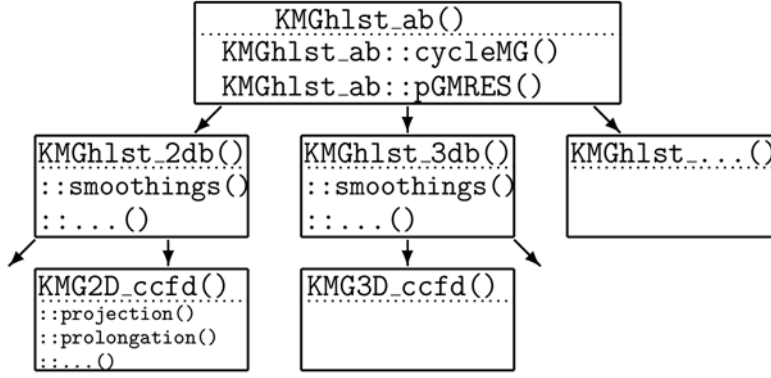 KMGhlst_ab()
KMGhlst_ab::cycleMG()
KMGhlst_ab::pGMRES()
KMGhlst_2db()
::smoothings()
::...()
KMGhlst_3db()
::smoothings()
::...()
KMGhlst_...()
KMG2D_ccfd()
::projection()
::prolongation()
::...()
KMG3D_ccfd()